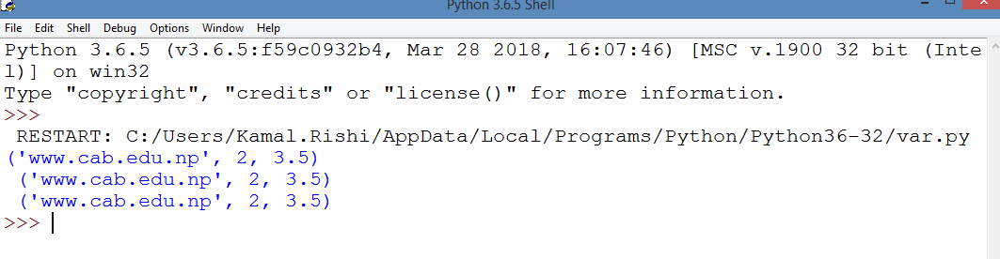 Python 3.6.5 Shell
File Edit Shell Debug Options Window Help
Python 3.6.5 (v3.6.5:f59c0932b4, Mar 28 2018, 16:07:46) [MSC v.1900 32 bit (Inte
l)] on win32
Type "copyright", "credits" or "license()" for more information.
>>>
 RESTART: C:/Users/Kamal.Rishi/AppData/Local/Programs/Python/Python36-32/var.py
('www.cab.edu.np', 2, 3.5)
 ('www.cab.edu.np', 2, 3.5)
 ('www.cab.edu.np', 2, 3.5)
>>>